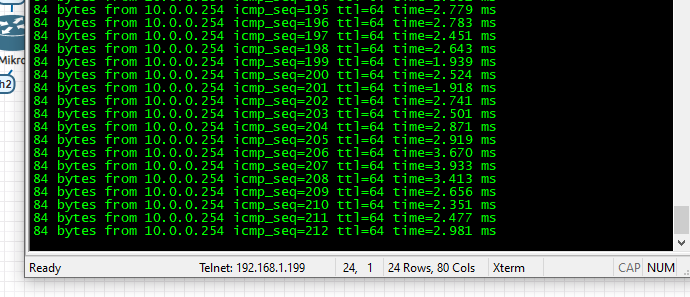 84 bytes from 10.0.0.254 icmp_seq=195 ttl=64 time=2.779 ms
84 bytes from 10.0.0.254 icmp_seq=196 ttl=64 time=2.783 ms
84 bytes from 10.0.0.254 icmp_seq=197 ttl=64 time=2.451 ms
84 bytes from 10.0.0.254 icmp_seq=198 ttl=64 time=2.643 ms
84 bytes from 10.0.0.254 icmp_seq=199 ttl=64 time=1.939 ms
84 bytes from 10.0.0.254 icmp_seq=200 ttl=64 time=2.524 ms
84 bytes from 10.0.0.254 icmp_seq=201 ttl=64 time=1.918 ms
84 bytes from 10.0.0.254 icmp_seq=202 ttl=64 time=2.741 ms
84 bytes from 10.0.0.254 icmp_seq=203 ttl=64 time=2.501 ms
84 bytes from 10.0.0.254 icmp_seq=204 ttl=64 time=2.871 ms
84 bytes from 10.0.0.254 icmp_seq=205 ttl=64 time=2.919 ms
84 bytes from 10.0.0.254 icmp_seq=206 ttl=64 time=3.670 ms
84 bytes from 10.0.0.254 icmp_seq=207 ttl=64 time=3.933 ms
84 bytes from 10.0.0.254 icmp_seq=208 ttl=64 time=3.413 ms
84 bytes from 10.0.0.254 icmp_seq=209 ttl=64 time=2.656 ms
84 bytes from 10.0.0.254 icmp_seq=210 ttl=64 time=2.351 ms
84 bytes from 10.0.0.254 icmp_seq=211 ttl=64 time=2.477 ms
84 bytes from 10.0.0.254 icmp_seq=212 ttl=64 time=2.981 ms
Mikro
h2
Ready Telnet: 192.168.1.199 24, 1 24 Rows, 80 Cols Xterm CAP NUM